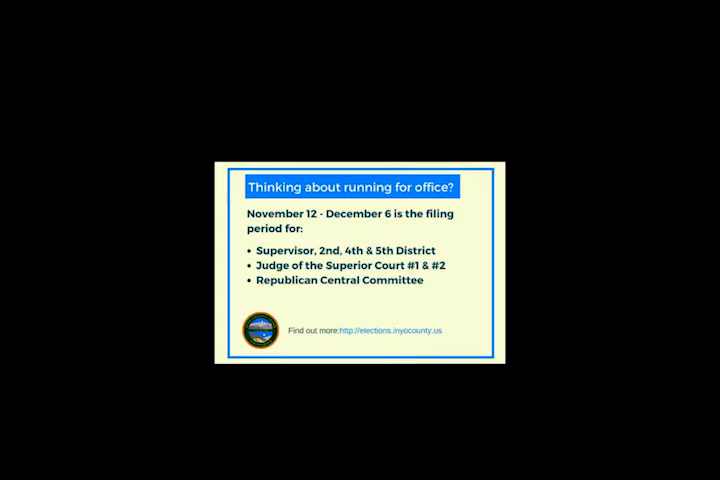 Thinking about running for office?
November 12 - December 6 is the filing
period for:
• Supervisor, 2nd, 4th & 5th District
• Judge of the Superior Court #1 & #2
• Republican Central Committee
Find out more:http://elections.inyocounty.us